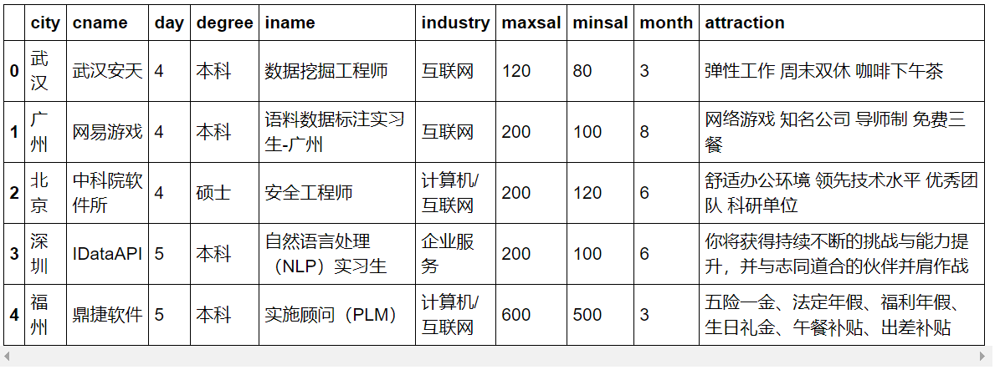 city cname day degree iname industry maxsal minsal month attraction
0 武汉 武汉安天 4 本科 数据挖掘工程师 互联网 120 80 3 弹性工作 周末双休 咖啡下午茶
1 广州 网易游戏 4 本科 语料数据标注实习生-广州 互联网 200 100 8 网络游戏 知名公司 导师制 免费三餐
2 北京 中科院软件所 4 硕士 安全工程师 计算机/互联网 200 120 6 舒适办公环境 领先技术水平 优秀团队 科研单位
3 深圳 IDataAPI 5 本科 自然语言处理（NLP）实习生 企业服务 200 100 6 你将获得持续不断的挑战与能力提升，并与志同道合的伙伴并肩作战
4 福州 鼎捷软件 5 本科 实施顾问（PLM） 计算机/互联网 600 500 3 五险一金、法定年假、福利年假、生日礼金、午餐补贴、出差补贴